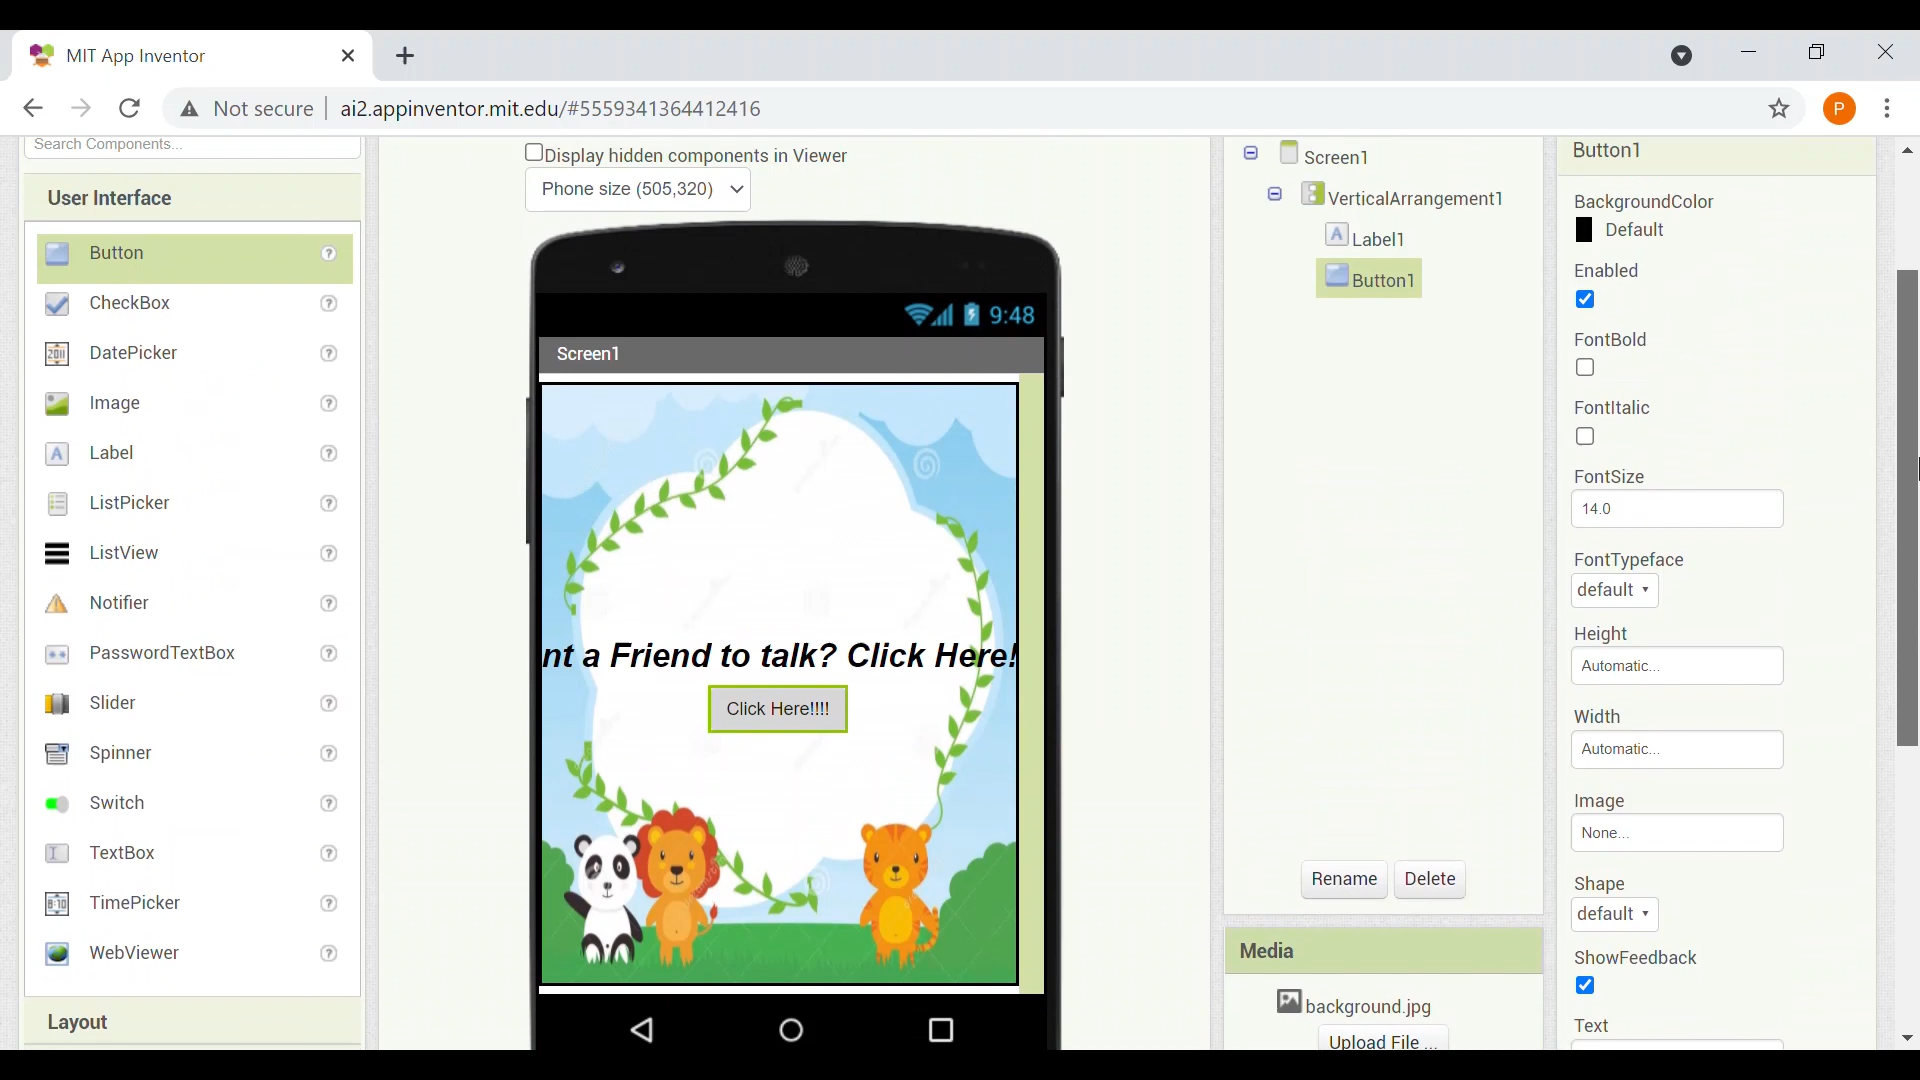 MIT App Inventor
Not secure
ai2.appinventor.mit.edu/#5559341364412416
P
Search Components...
User Interface
Button
CheckBox
DatePicker
Image
Label
ListPicker
ListView
Notifier
PasswordTextBox
Slider
Spinner
Switch
TextBox
TimePicker
WebViewer
Layout
Display hidden components in Viewer
Phone size (505,320)
9:48
Screen1
nt a Friend to talk? Click Here!
Click Here!!!!
Screen1
VerticalArrangement1
Label1
Button1
Rename
Delete
Media
background.jpg
Upload File ...
Button1
BackgroundColor
Default
Enabled
FontBold
FontItalic
FontSize
14.0
FontTypeface
default
Height
Automatic...
Width
Automatic...
Image
None...
Shape
default
ShowFeedback
Text